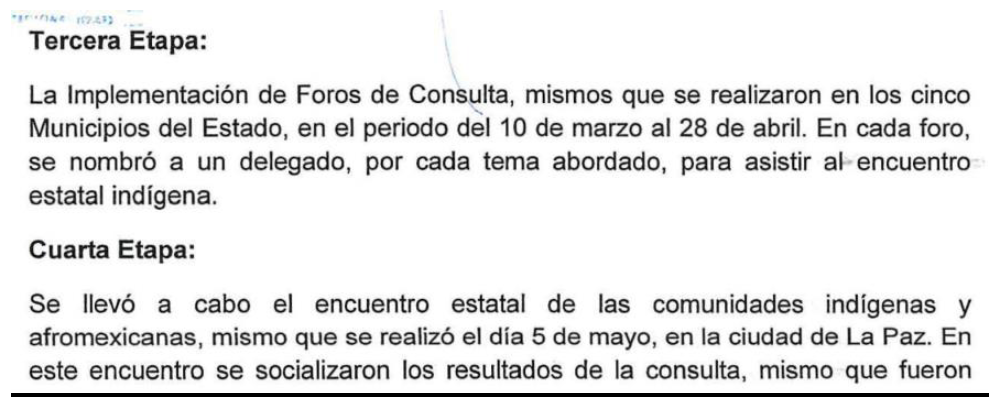 Tercera Etapa:
La Implementación de Foros de Consulta, mismos que se realizaron en los cinco
Municipios del Estado, en el periodo del 10 de marzo al 28 de abril. En cada foro,
se nombró a un delegado, por cada tema abordado, para asistir al encuentro
estatal indígena.
Cuarta Etapa:
Se llevó a cabo el encuentro estatal de las comunidades indígenas y
afromexicanas, mismo que se realizó el día 5 de mayo, en la ciudad de La Paz. En
este encuentro se socializaron los resultados de la consulta, mismo que fueron